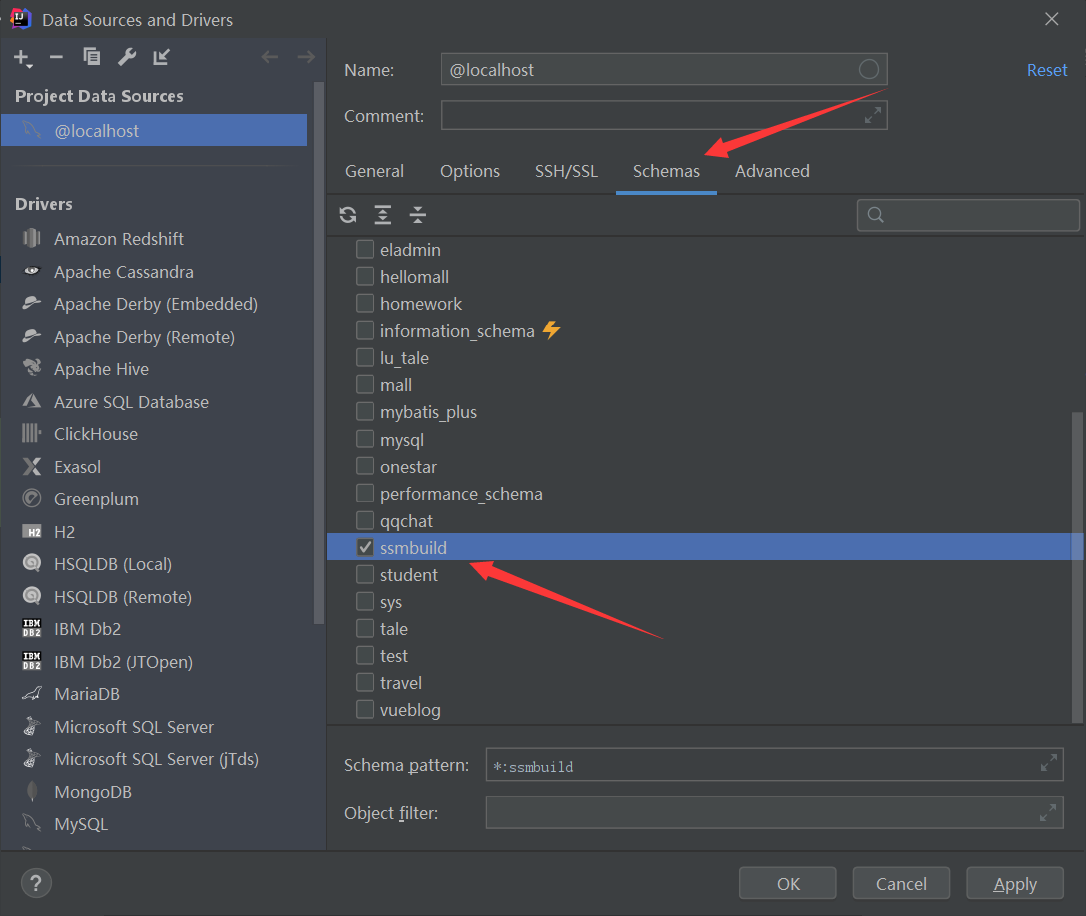 Data Sources and Drivers
Project Data Sources
@localhost
Drivers
Amazon Redshift
Apache Cassandra
Apache Derby (Embedded)
Apache Derby (Remote)
Apache Hive
Azure SQL Database
ClickHouse
Exasol
Greenplum
H2
HSQLDB (Local)
HSQLDB (Remote)
IBM Db2
IBM Db2 (JTOpen)
MariaDB
Microsoft SQL Server
Microsoft SQL Server (jTds)
MongoDB
MySQL
Name: @localhost Reset
Comment:
General Options SSH/SSL Schemas Advanced
eladmin
hellomall
homework
information_schema
lu_tale
mall
mybatis_plus
mysql
onestar
performance_schema
qqchat
ssmbuild
student
sys
tale
test
travel
vueblog
Schema pattern: *:ssmbuild
Object filter:
? OK Cancel Apply